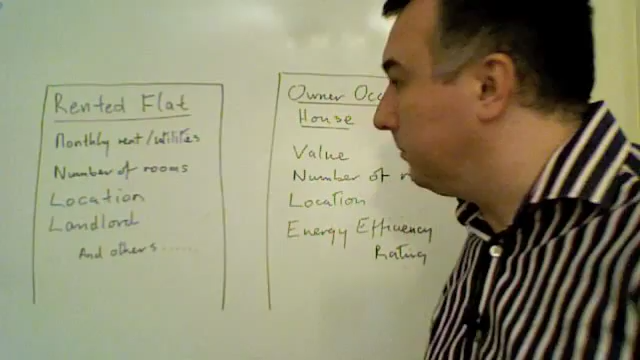 Rented Flat
Monthly rent/utilities
Number of rooms
Location
Landlord
And others ......
Owner Occ
House
Value
Number of r
Location
Energy Efficiency
Rating